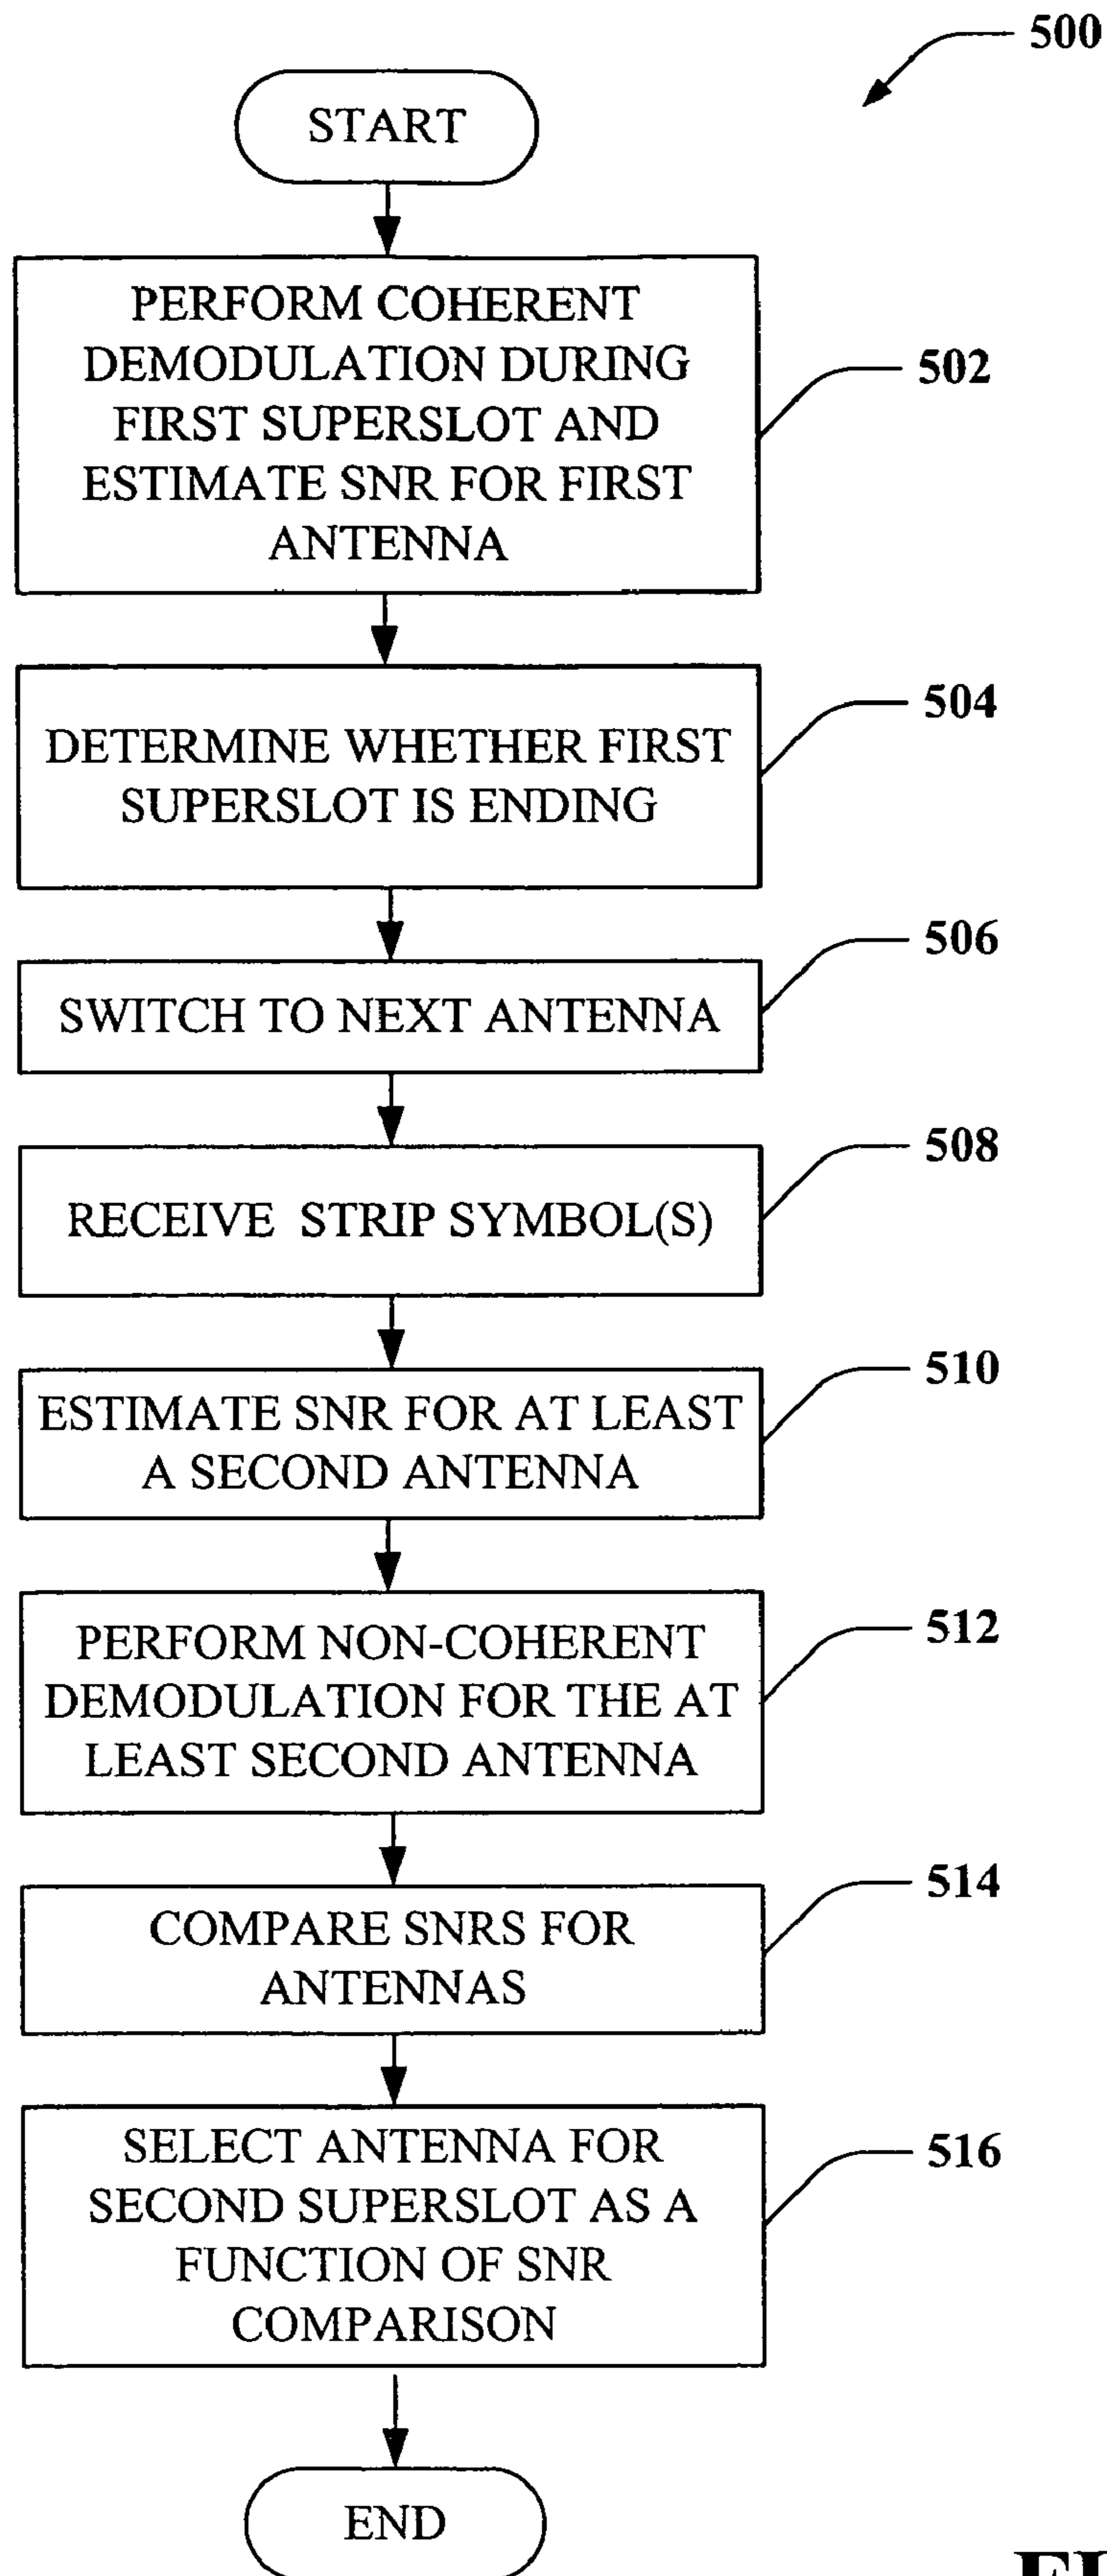 500
START
PERFORM COHERENT
DEMODULATION DURING
FIRST SUPERSLOT AND
ESTIMATE SNR FOR FIRST
ANTENNA
502
DETERMINE WHETHER FIRST
SUPERSLOT IS ENDING
504
SWITCH TO NEXT ANTENNA
506
RECEIVE STRIP SYMBOL(S)
508
ESTIMATE SNR FOR AT LEAST
A SECOND ANTENNA
510
PERFORM NON-COHERENT
DEMODULATION FOR THE AT
LEAST SECOND ANTENNA
512
COMPARE SNRS FOR
ANTENNAS
514
SELECT ANTENNA FOR
SECOND SUPERSLOT AS A
FUNCTION OF SNR
COMPARISON
516
END